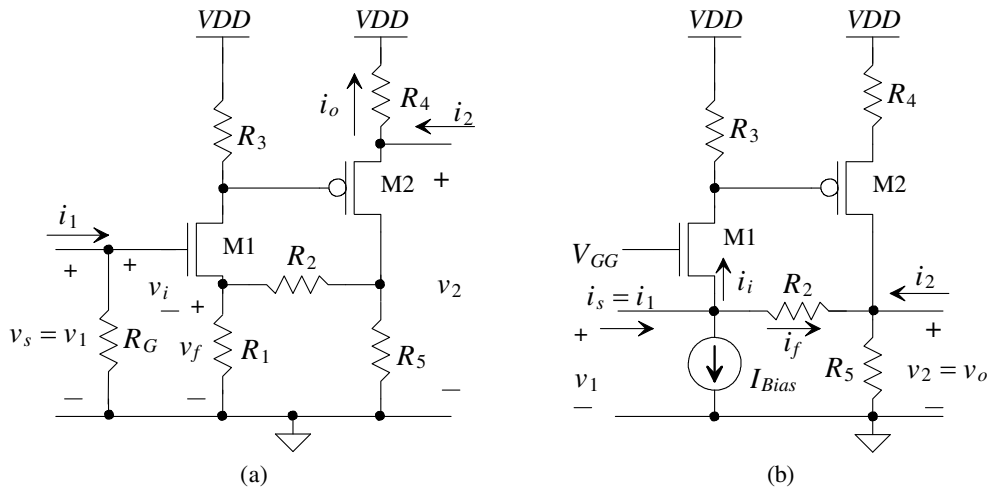 VDD VDD VDD VDD
i_o R_4 i_2
R_3
+ M2
i_1
M1
+ + v_i − + R_2 v_2
v_s = v_1 R_G v_f R_1 R_5
− − −
(a)
R_4
R_3
M2
V_GG M1
i_s = i_1 i_i R_2 i_2
+ i_f +
v_1 I_Bias R_5 v_2 = v_o
− −
(b)